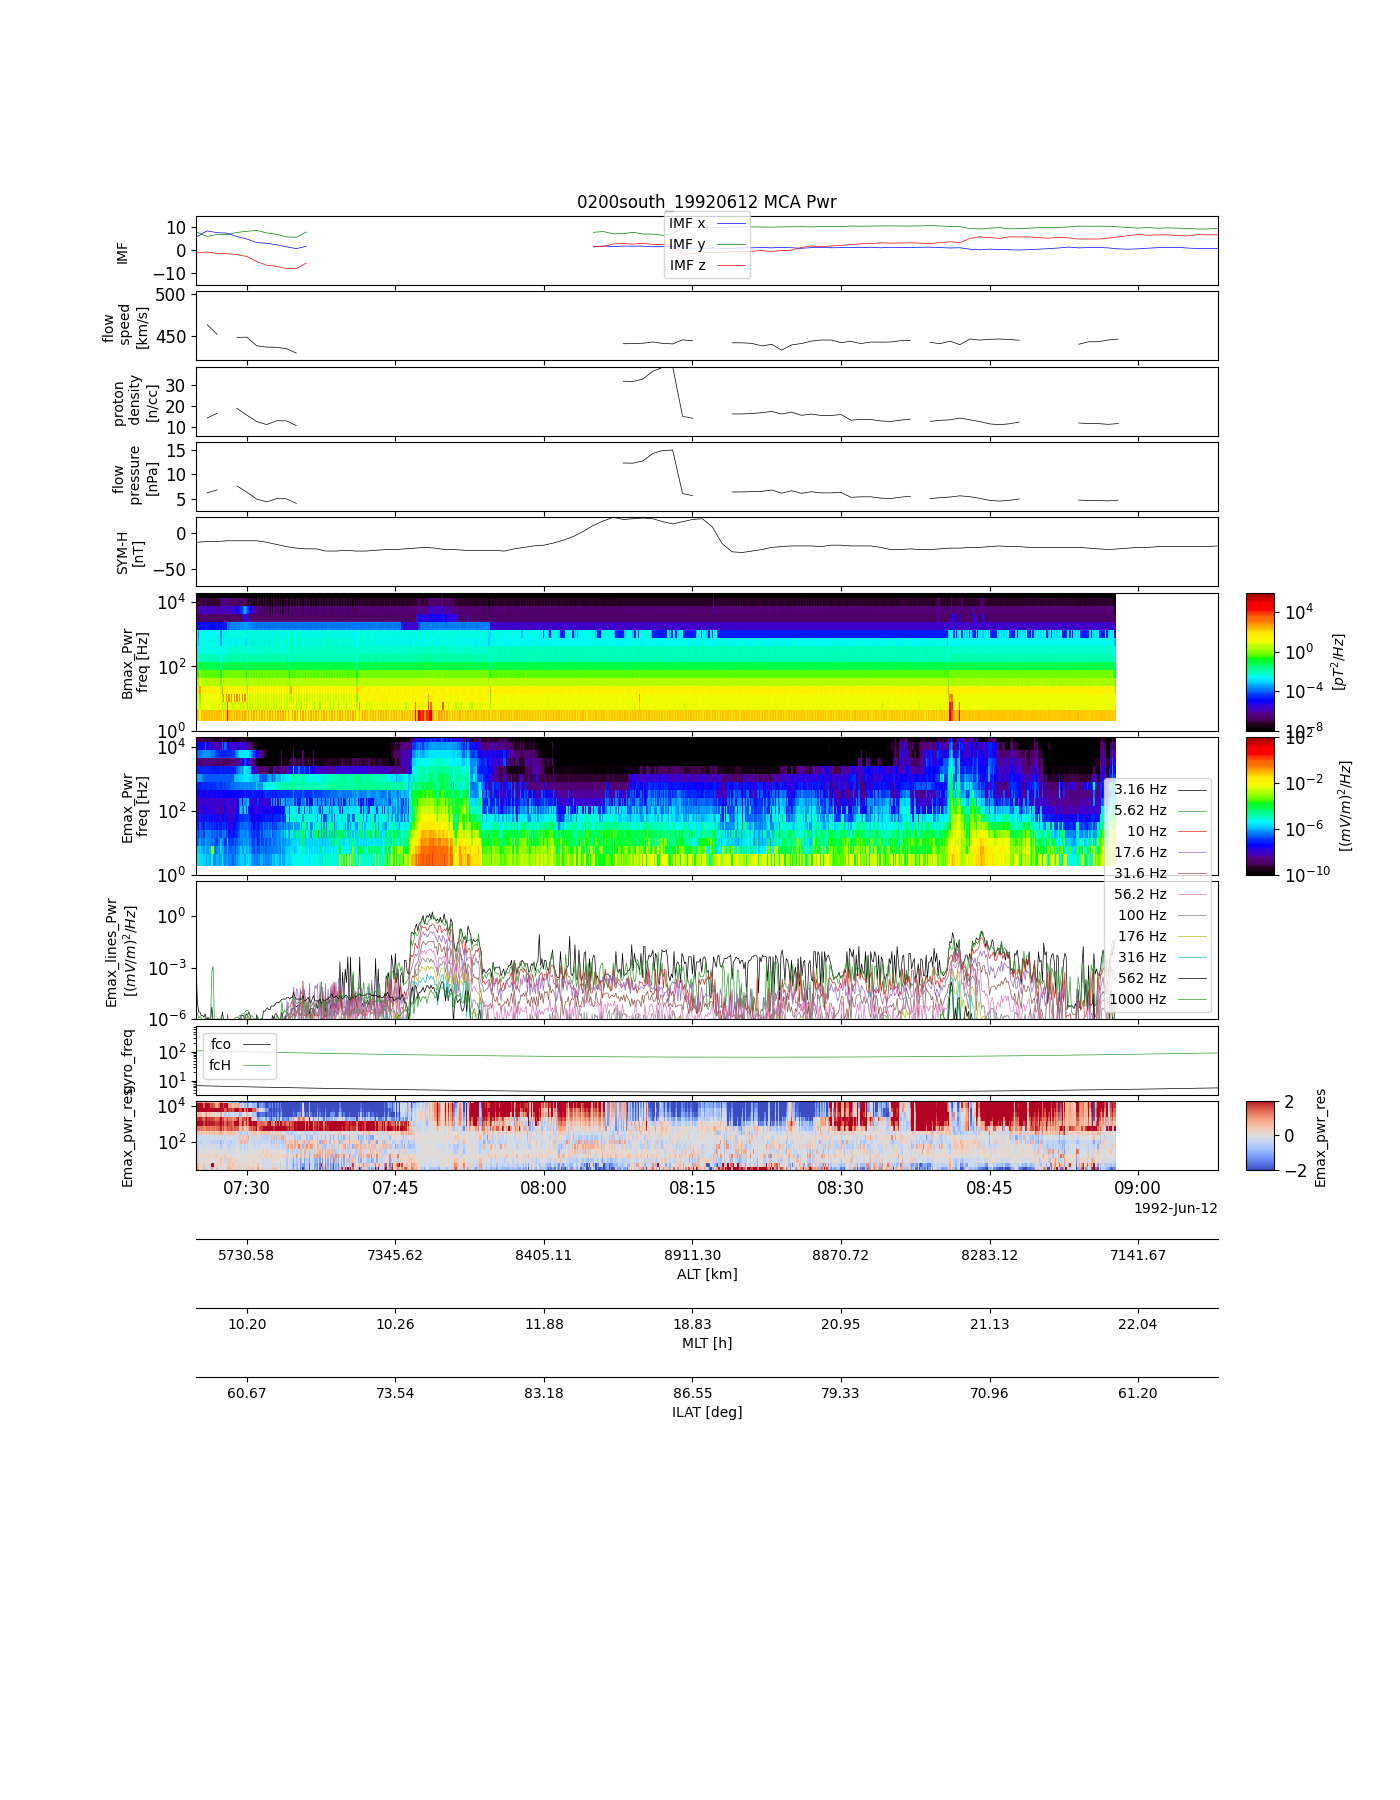 0200south_19920612 MCA Pwr
10
0
−10
IMF
IMF x
IMF y
IMF z
500
450
flow
speed
[km/s]
30
20
10
proton
density
[n/cc]
15
10
5
flow
pressure
[nPa]
0
−50
SYM-H
[nT]
10^4
10^2
10^0
Bmax_Pwr
freq [Hz]
10^4
10^0
10^−4
10^−8
[pT^2/Hz]
10^4
10^2
10^0
Emax_Pwr
freq [Hz]
10^2
10^−2
10^−6
10^−10
[(mV/m)^2/Hz]
3.16 Hz
5.62 Hz
10 Hz
17.6 Hz
31.6 Hz
56.2 Hz
100 Hz
176 Hz
316 Hz
562 Hz
1000 Hz
10^0
10^−3
10^−6
Emax_lines_Pwr
[(mV/m)^2/Hz]
10^2
10^1
gyro_freq
fco
fcH
10^4
10^2
Emax_pwr_res
2
0
−2
Emax_pwr_res
07:30 07:45 08:00 08:15 08:30 08:45 09:00
1992-Jun-12
5730.58 7345.62 8405.11 8911.30 8870.72 8283.12 7141.67
ALT [km]
10.20 10.26 11.88 18.83 20.95 21.13 22.04
MLT [h]
60.67 73.54 83.18 86.55 79.33 70.96 61.20
ILAT [deg]